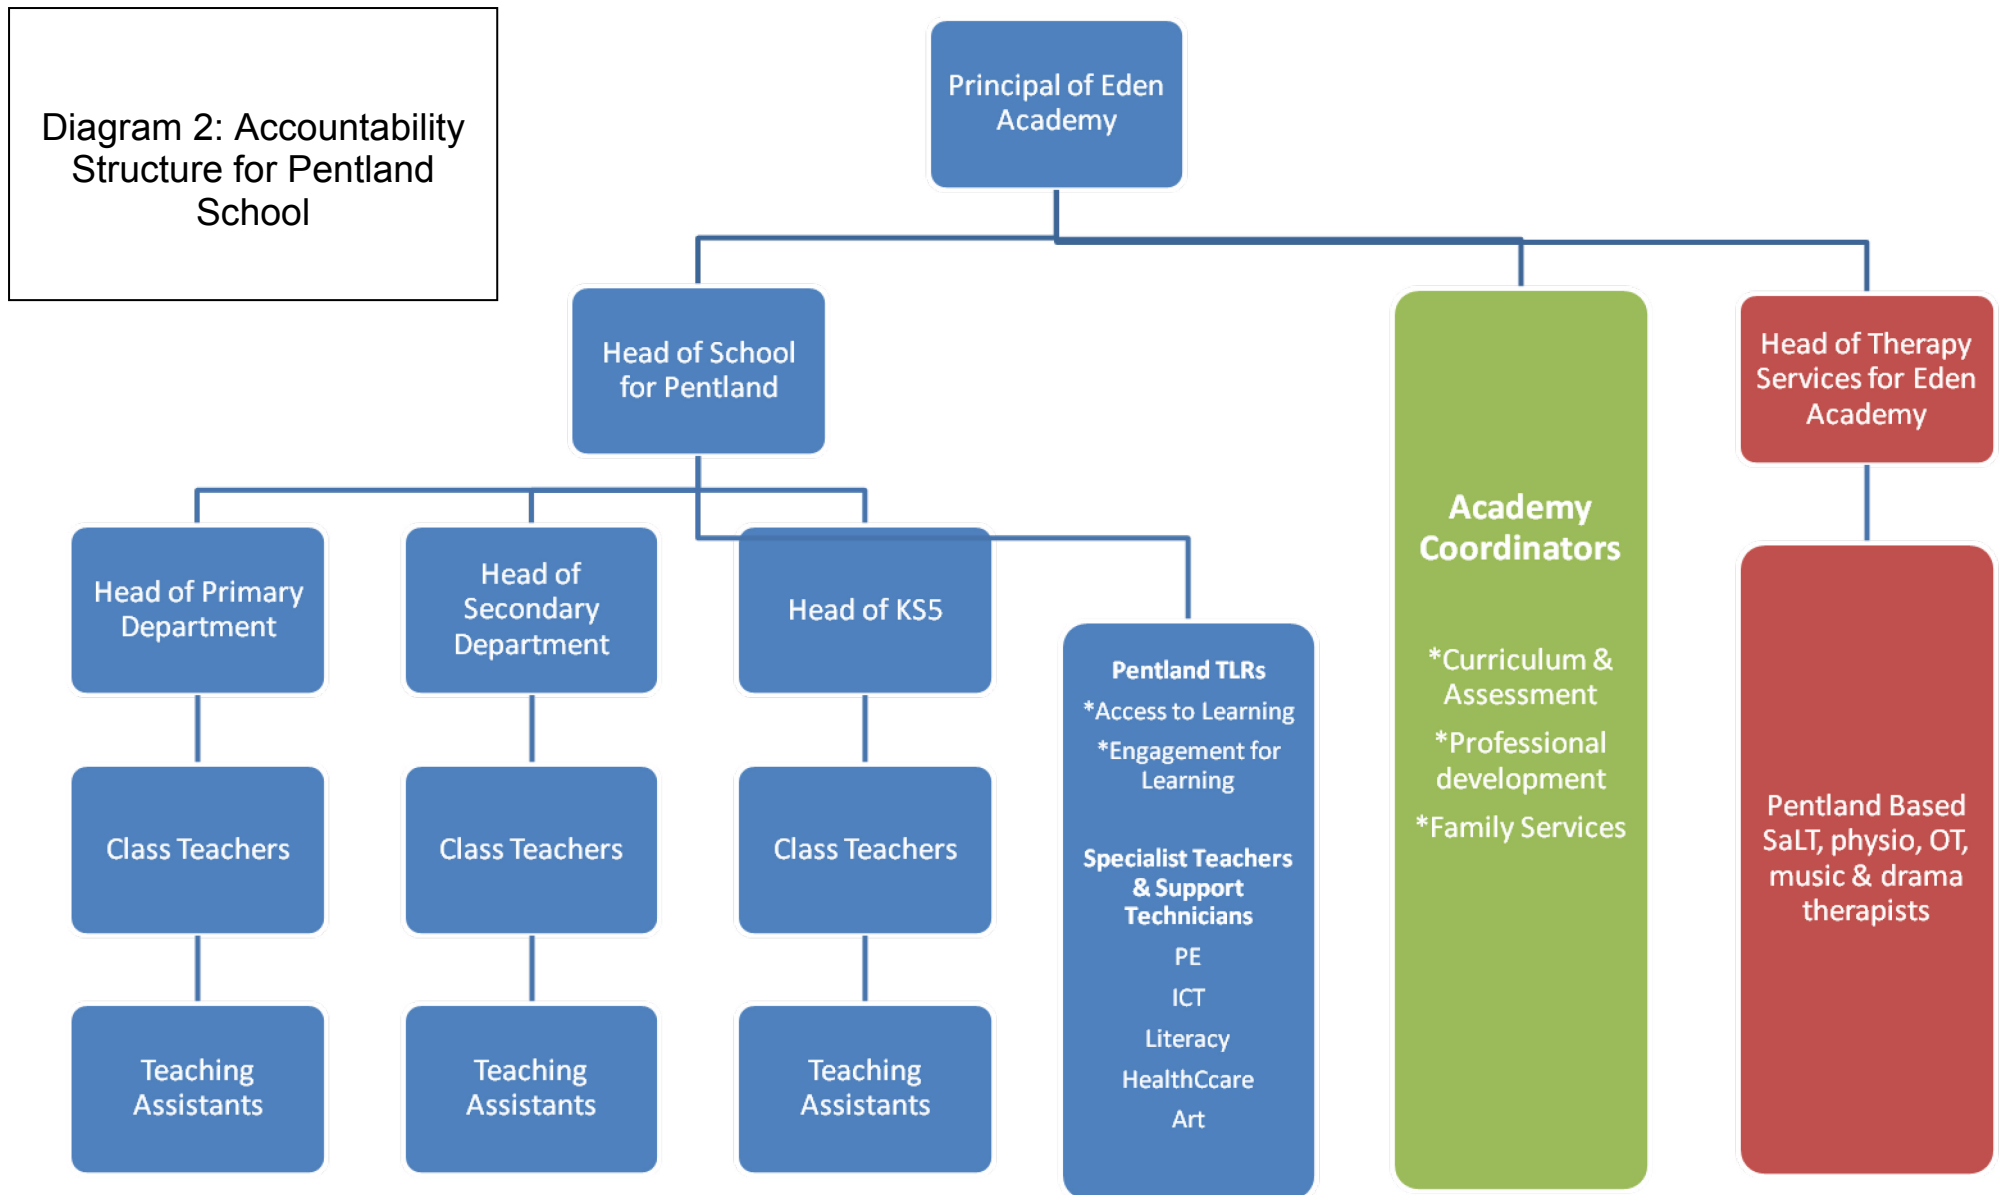 Diagram 2: Accountability
Structure for Pentland
School
Principal of Eden
Academy
Head of School
for Pentland
Head of Primary
Department
Class Teachers
Teaching
Assistants
Head of
Secondary
Department
Class Teachers
Teaching
Assistants
Head of KS5
Class Teachers
Teaching
Assistants
Pentland TLRs
*Access to Learning
*Engagement for
Learning
Specialist Teachers
& Support
Technicians
PE
ICT
Literacy
HealthCcare
Art
Academy
Coordinators
*Curriculum &
Assessment
*Professional
development
*Family Services
Head of Therapy
Services for Eden
Academy
Pentland Based
SaLT, physio, OT,
music & drama
therapists